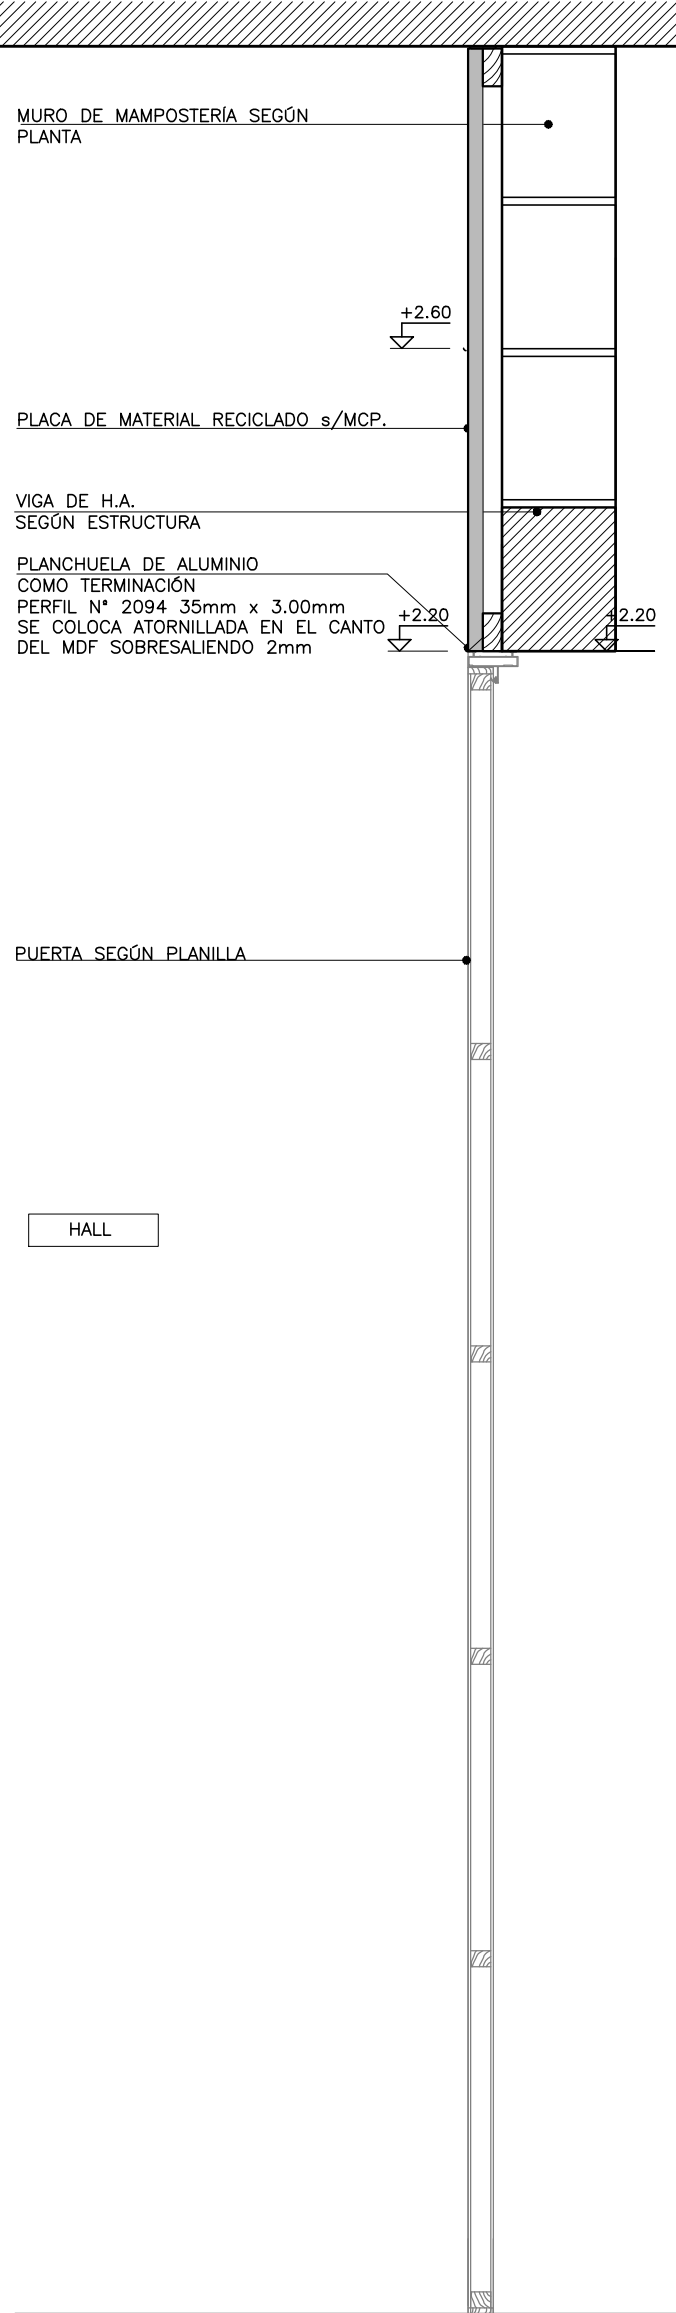 MURO DE MAMPOSTERÍA SEGÚN
PLANTA
+2.60
PLACA DE MATERIAL RECICLADO s/MCP.
VIGA DE H.A.
SEGÚN ESTRUCTURA
PLANCHUELA DE ALUMINIO
COMO TERMINACIÓN
PERFIL N° 2094 35mm x 3.00mm
SE COLOCA ATORNILLADA EN EL CANTO
DEL MDF SOBRESALIENDO 2mm
+2.20
+2.20
PUERTA SEGÚN PLANILLA
HALL